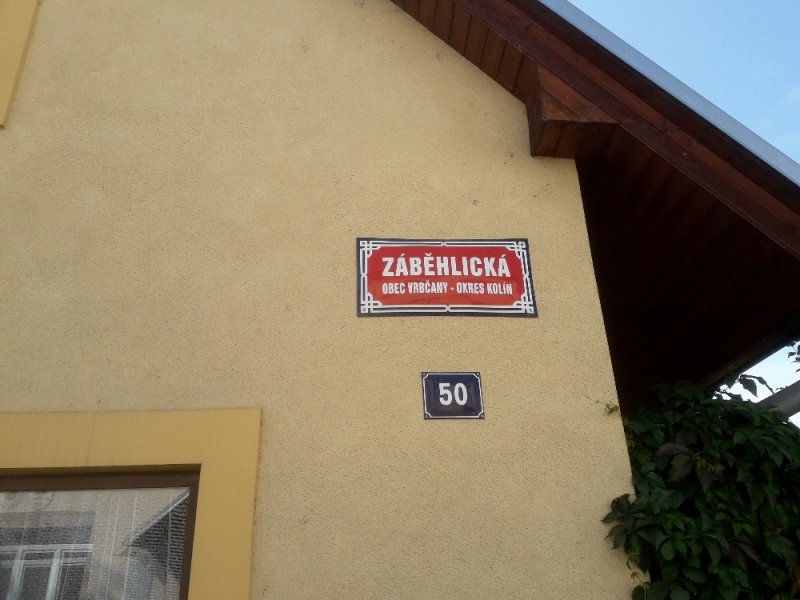 ZÁBĚHLICKÁ
OBEC VRBČANY - OKRES KOLÍN
50